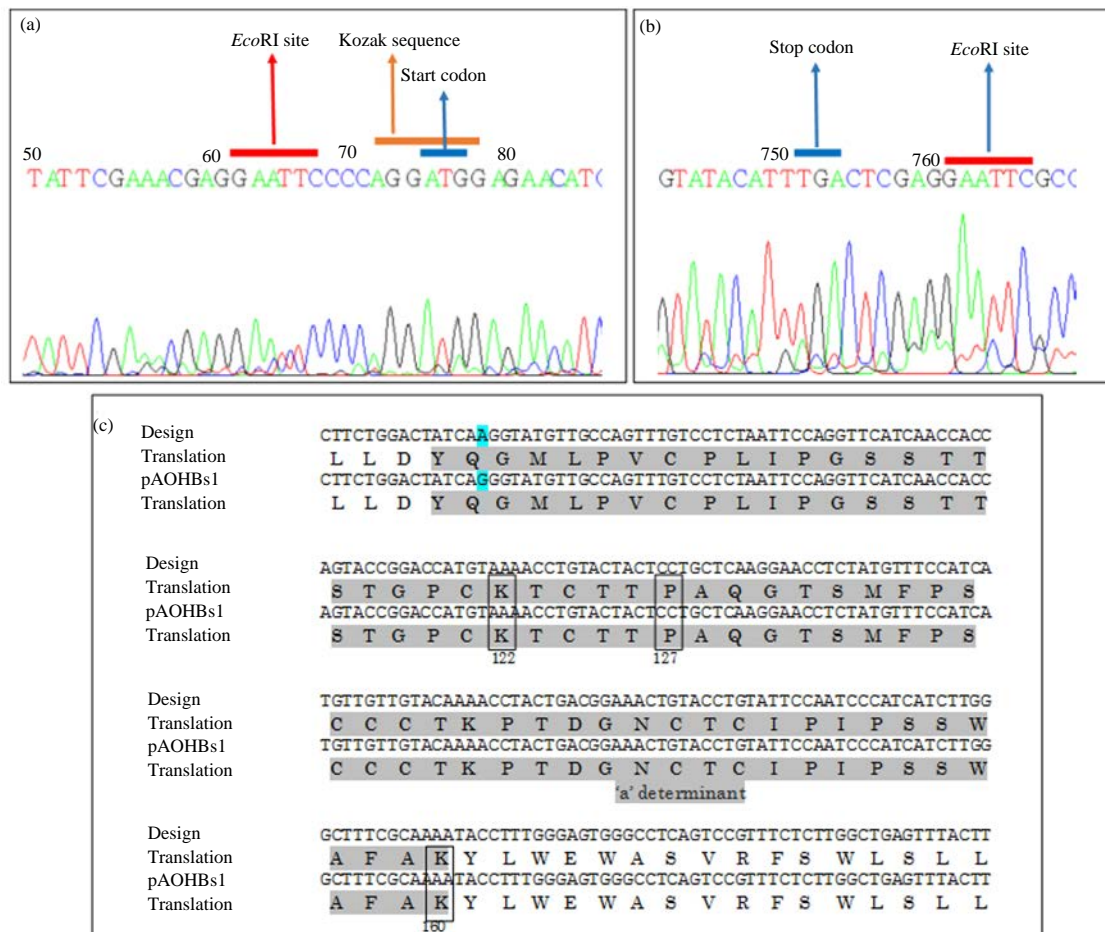 (a)
EcoRI site
Kozak sequence
Start codon
50 60 70 80
TATTCGAAACGAGGAATTCCCCAGGATGGAGAACATC
(b)
Stop codon
EcoRI site
750 760
GTATACATTTGACTCGAGGAATTCGCC
(c)
Design CTTCTGGACTATCAAGGTATGTTGCCAGTTTGTCCTCTAATTCCAGGTTCATCAACCACC
Translation L L D Y Q G M L P V C P L I P G S S T T
pAOHBs1 CTTCTGGACTATCAGGGTATGTTGCCAGTTTGTCCTCTAATTCCAGGTTCATCAACCACC
Translation L L D Y Q G M L P V C P L I P G S S T T
Design AGTACCGGACCATGTAAAACCTGTACTACTCCTGCTCAAGGAACCTCTATGTTTCCATCA
Translation S T G P C K T C T T P A Q G T S M F P S
pAOHBs1 AGTACCGGACCATGTAAAACCTGTACTACTCCTGCTCAAGGAACCTCTATGTTTCCATCA
Translation S T G P C K T C T T P A Q G T S M F P S
122 127
Design TGTTGTTGTACAAAACCTACTGACGGAAACTGTACCTGTATTCCAATCCCATCATCTTGG
Translation C C C T K P T D G N C T C I P I P S S W
pAOHBs1 TGTTGTTGTACAAAACCTACTGACGGAAACTGTACCTGTATTCCAATCCCATCATCTTGG
Translation C C C T K P T D G N C T C I P I P S S W
'a' determinant
Design GCTTTCGCAAAATACCTTTGGGAGTGGGCCTCAGTCCGTTTCTCTTGGCTGAGTTTACTT
Translation A F A K Y L W E W A S V R F S W L S L L
pAOHBs1 GCTTTCGCAAAATACCTTTGGGAGTGGGCCTCAGTCCGTTTCTCTTGGCTGAGTTTACTT
Translation A F A K Y L W E W A S V R F S W L S L L
160